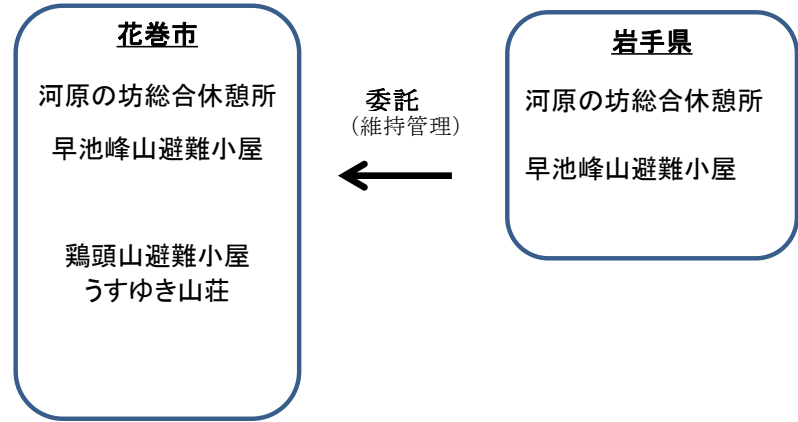 花巻市
河原の坊総合休憩所
早池峰山避難小屋
鶏頭山避難小屋
うすゆき山荘
委託
(維持管理)
岩手県
河原の坊総合休憩所
早池峰山避難小屋